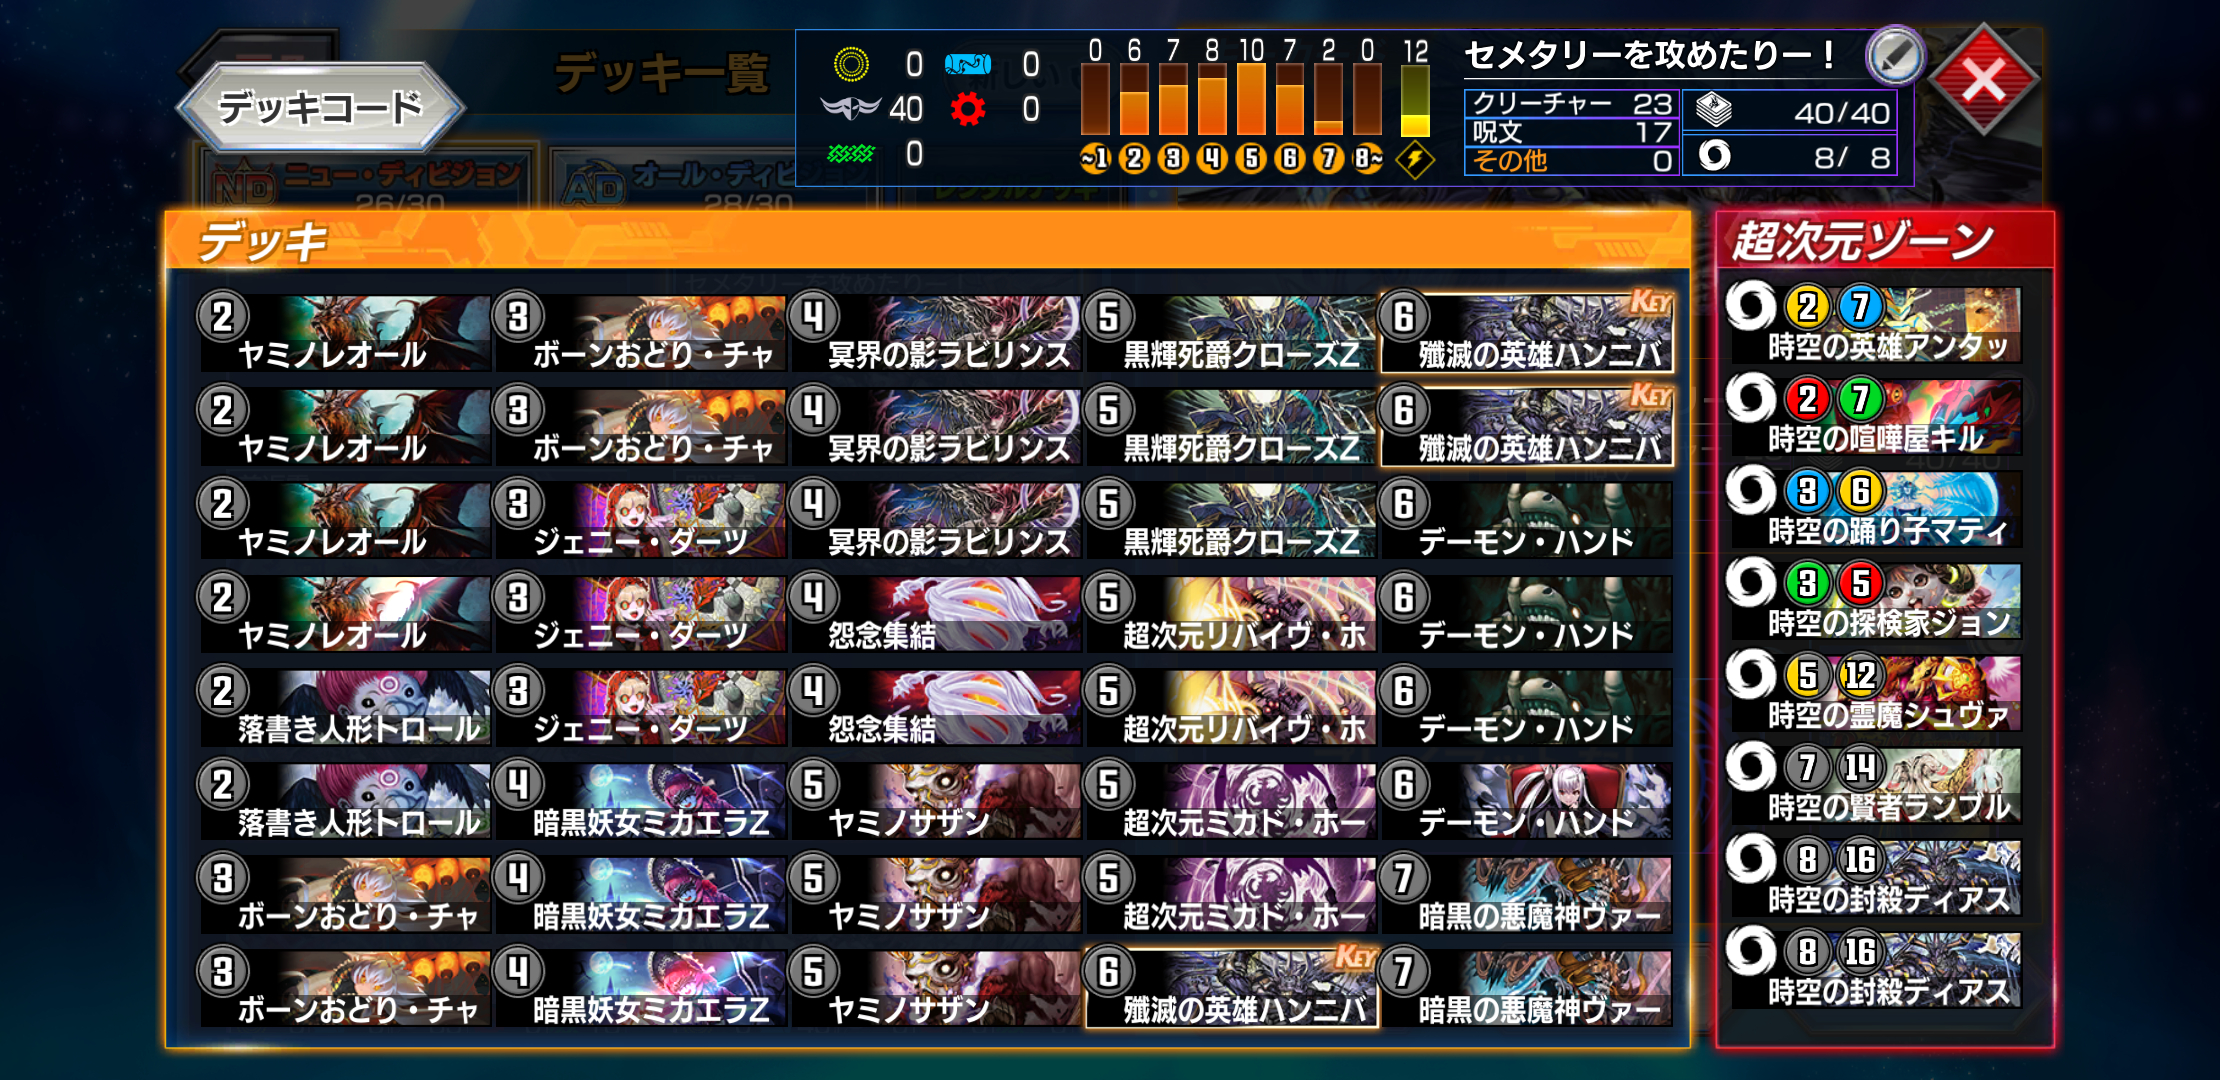 デッキコード
デッキ一覧
0 0
40 0
0
0 6 7 8 10 7 2 0 12
~1 2 3 4 5 6 7 8~
セメタリーを攻めたりー！
クリーチャー 23
呪文 17
その他 0
40/40
8/ 8
ND ニュー・ディビジョン
26/30
AD オール・ディビジョン
28/30
デッキ
2 ヤミノレオール
3 ボーンおどり・チャ
4 冥界の影ラビリンス
5 黒輝死爵クローズZ
6 殲滅の英雄ハンニバ KEY
2 ヤミノレオール
3 ボーンおどり・チャ
4 冥界の影ラビリンス
5 黒輝死爵クローズZ
6 殲滅の英雄ハンニバ KEY
2 ヤミノレオール
3 ジェニー・ダーツ
4 冥界の影ラビリンス
5 黒輝死爵クローズZ
6 デーモン・ハンド
2 ヤミノレオール
3 ジェニー・ダーツ
4 怨念集結
5 超次元リバイヴ・ホ
6 デーモン・ハンド
2 落書き人形トロール
3 ジェニー・ダーツ
4 怨念集結
5 超次元リバイヴ・ホ
6 デーモン・ハンド
2 落書き人形トロール
4 暗黒妖女ミカエラZ
5 ヤミノサザン
5 超次元ミカド・ホー
6 デーモン・ハンド
3 ボーンおどり・チャ
4 暗黒妖女ミカエラZ
5 ヤミノサザン
5 超次元ミカド・ホー
7 暗黒の悪魔神ヴァー
3 ボーンおどり・チャ
4 暗黒妖女ミカエラZ
5 ヤミノサザン
6 殲滅の英雄ハンニバ KEY
7 暗黒の悪魔神ヴァー
超次元ゾーン
2 7 時空の英雄アンタッ
2 7 時空の喧嘩屋キル
3 6 時空の踊り子マティ
3 5 時空の探検家ジョン
5 12 時空の霊魔シュヴァ
7 14 時空の賢者ランブル
8 16 時空の封殺ディアス
8 16 時空の封殺ディアス